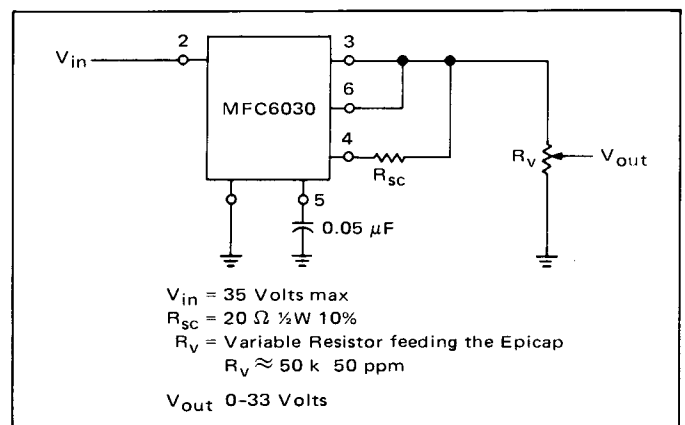 2
3
V_in
6
MFC6030
4
R_sc
R_v
V_out
5
0.05 μF
V_in = 35 Volts max
R_sc = 20 Ω ½W 10%
R_v = Variable Resistor feeding the Epicap
R_v ≈ 50 k 50 ppm
V_out 0-33 Volts